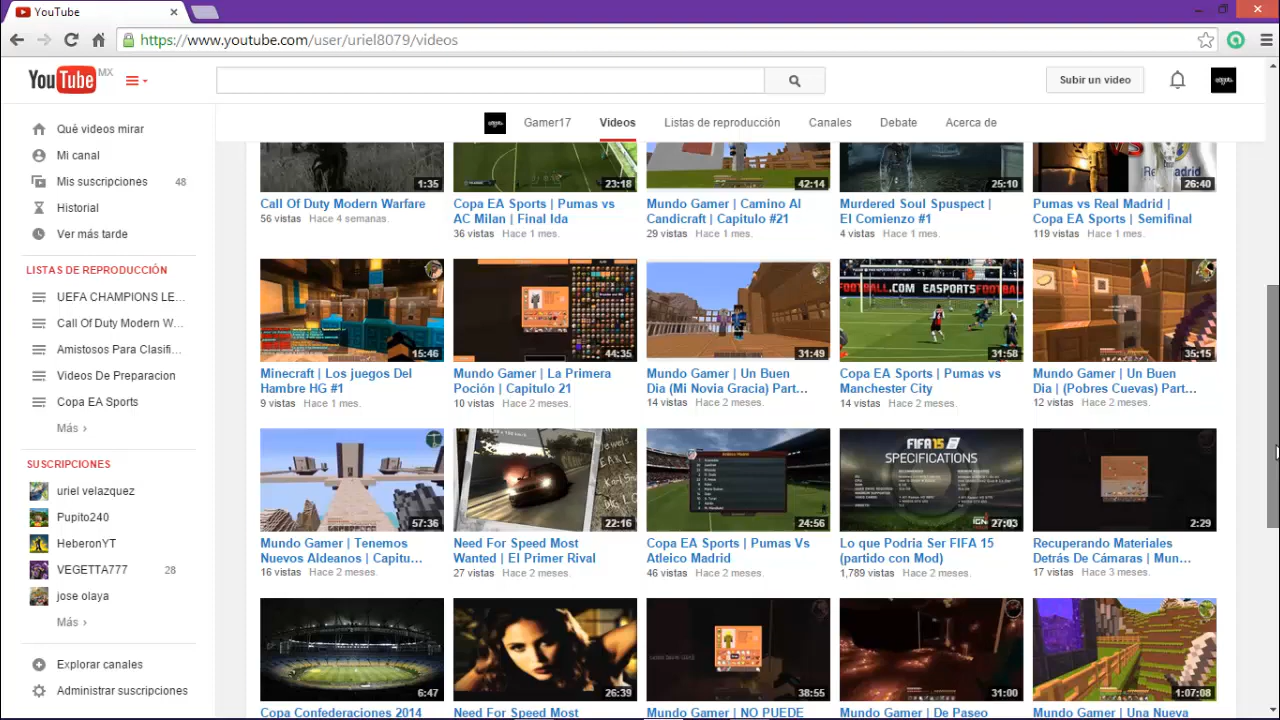 YouTube
https://www.youtube.com/user/uriel8079/videos
YouTube MX
Subir un video
Gamer17 Videos Listas de reproducción Canales Debate Acerca de
Qué videos mirar
Mi canal
Mis suscripciones 48
Historial
Ver más tarde
LISTAS DE REPRODUCCIÓN
UEFA CHAMPIONS LE...
Call Of Duty Modern W...
Amistosos Para Clasifi...
Videos De Preparacion
Copa EA Sports
Más ›
SUSCRIPCIONES
uriel velazquez
Pupito240
HeberonYT
VEGETTA777 28
jose olaya
Más ›
Explorar canales
Administrar suscripciones
1:35
Call Of Duty Modern Warfare
56 vistas Hace 4 semanas.
23:18
Copa EA Sports | Pumas vs
AC Milan | Final Ida
36 vistas Hace 1 mes.
42:14
Mundo Gamer | Camino Al
Candicraft | Capitulo #21
29 vistas Hace 1 mes.
25:10
Murdered Soul Spuspect |
El Comienzo #1
4 vistas Hace 1 mes.
26:40
Pumas vs Real Madrid |
Copa EA Sports | Semifinal
119 vistas Hace 1 mes.
15:46
Minecraft | Los juegos Del
Hambre HG #1
9 vistas Hace 1 mes.
44:35
Mundo Gamer | La Primera
Poción | Capitulo 21
10 vistas Hace 2 meses.
31:49
Mundo Gamer | Un Buen
Dia (Mi Novia Gracia) Part...
14 vistas Hace 2 meses.
FOOTBALL.COM EASPORTSFOOTBAL
31:58
Copa EA Sports | Pumas vs
Manchester City
14 vistas Hace 2 meses.
35:15
Mundo Gamer | Un Buen
Dia | (Pobres Cuevas) Part...
12 vistas Hace 2 meses.
57:36
Mundo Gamer | Tenemos
Nuevos Aldeanos | Capitu...
16 vistas Hace 2 meses.
22:16
Need For Speed Most
Wanted | El Primer Rival
27 vistas Hace 2 meses.
24:56
Copa EA Sports | Pumas Vs
Atleico Madrid
46 vistas Hace 2 meses.
FIFA 15
SPECIFICATIONS
IGN
27:03
Lo que Podria Ser FIFA 15
(partido con Mod)
1,789 vistas Hace 2 meses.
2:29
Recuperando Materiales
Detrás De Cámaras | Mun...
17 vistas Hace 3 meses.
6:47
Copa Confederaciones 2014
26:39
Need For Speed Most
38:55
Mundo Gamer | NO PUEDE
31:00
Mundo Gamer | De Paseo
1:07:08
Mundo Gamer | Una Nueva